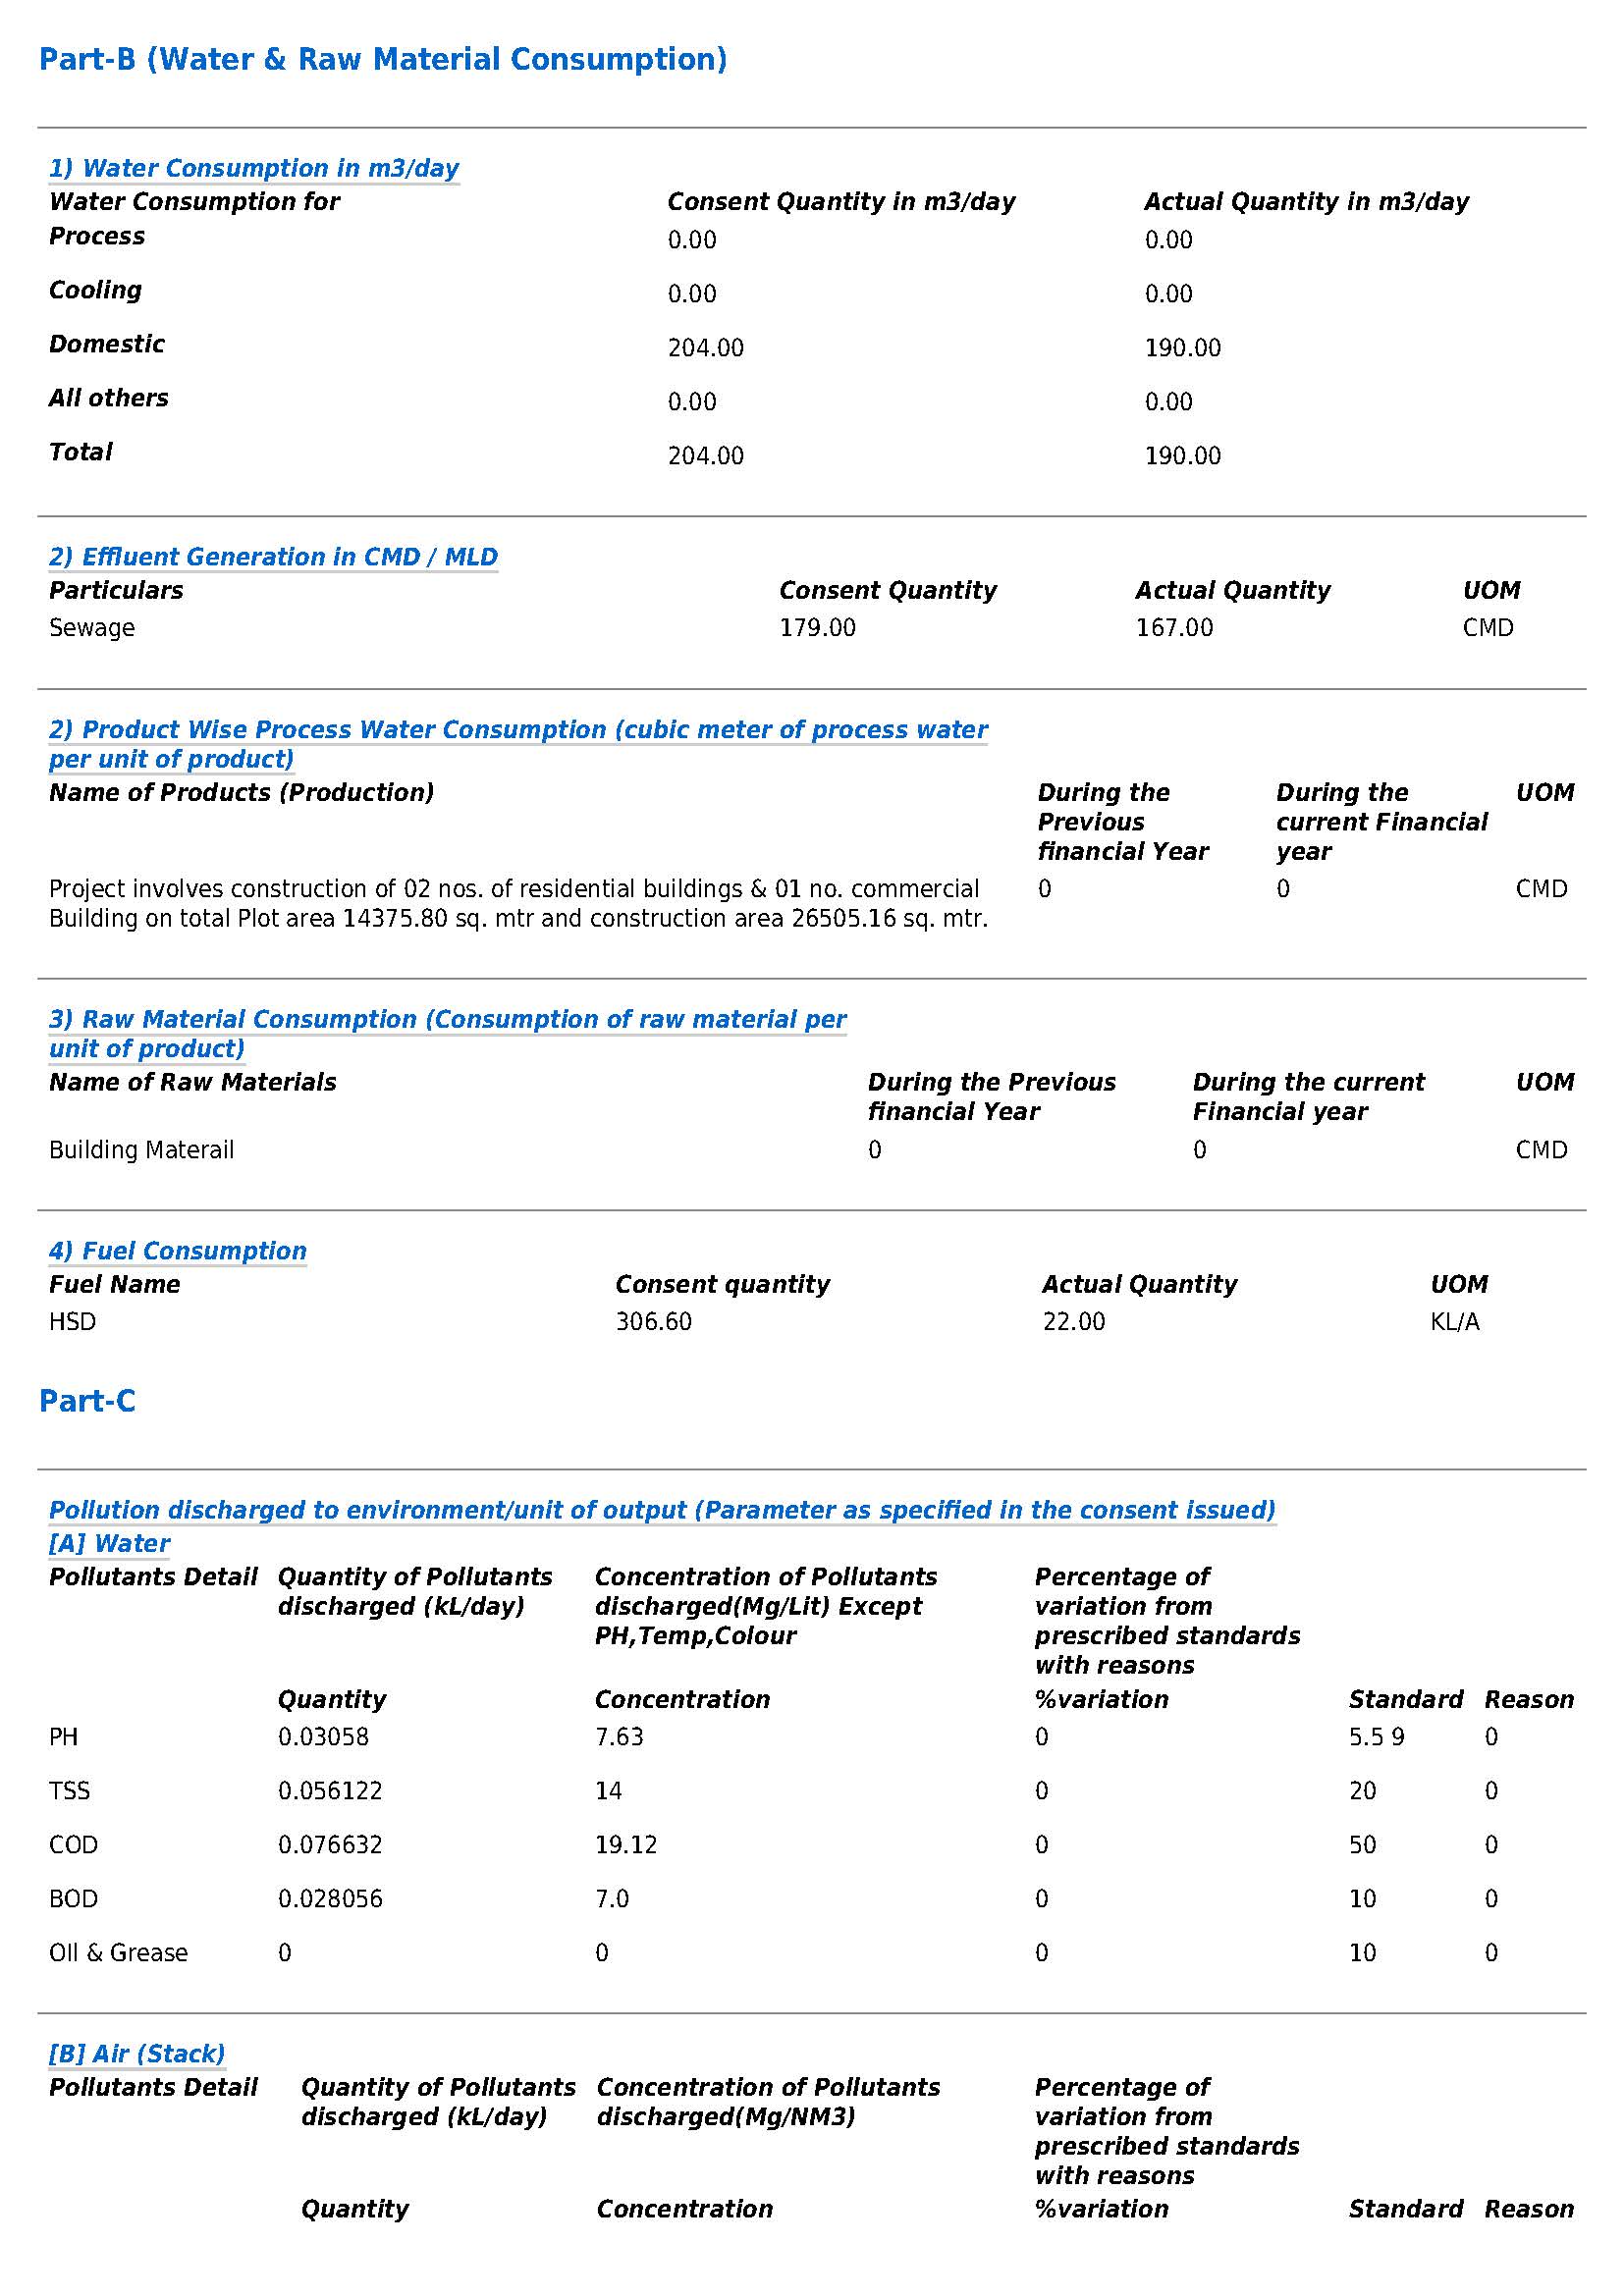 Part-B (Water & Raw Material Consumption)
1) Water Consumption in m3/day
Water Consumption for Consent Quantity in m3/day Actual Quantity in m3/day
Process 0.00 0.00
Cooling 0.00 0.00
Domestic 204.00 190.00
All others 0.00 0.00
Total 204.00 190.00
2) Effluent Generation in CMD / MLD
Particulars Consent Quantity Actual Quantity UOM
Sewage 179.00 167.00 CMD
2) Product Wise Process Water Consumption (cubic meter of process water
per unit of product)
Name of Products (Production) During the During the UOM
Previous current Financial
financial Year year
Project involves construction of 02 nos. of residential buildings & 01 no. commercial 0 0 CMD
Building on total Plot area 14375.80 sq. mtr and construction area 26505.16 sq. mtr.
3) Raw Material Consumption (Consumption of raw material per
unit of product)
Name of Raw Materials During the Previous During the current UOM
financial Year Financial year
Building Materail 0 0 CMD
4) Fuel Consumption
Fuel Name Consent quantity Actual Quantity UOM
HSD 306.60 22.00 KL/A
Part-C
Pollution discharged to environment/unit of output (Parameter as specified in the consent issued)
[A] Water
Pollutants Detail Quantity of Pollutants Concentration of Pollutants Percentage of
discharged (kL/day) discharged(Mg/Lit) Except variation from
PH,Temp,Colour prescribed standards
with reasons
Quantity Concentration %variation Standard Reason
PH 0.03058 7.63 0 5.5 9 0
TSS 0.056122 14 0 20 0
COD 0.076632 19.12 0 50 0
BOD 0.028056 7.0 0 10 0
OIl & Grease 0 0 0 10 0
[B] Air (Stack)
Pollutants Detail Quantity of Pollutants Concentration of Pollutants Percentage of
discharged (kL/day) discharged(Mg/NM3) variation from
prescribed standards
with reasons
Quantity Concentration %variation Standard Reason